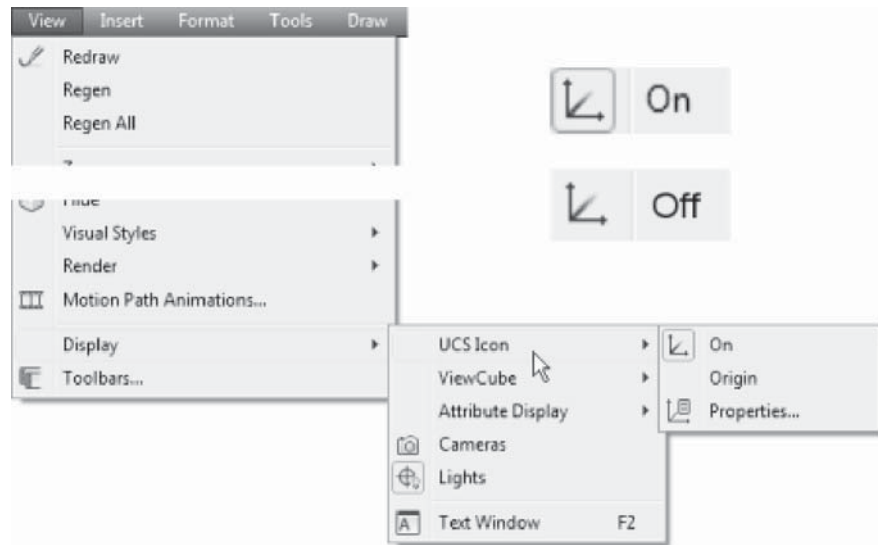 View Insert Format Tools Draw
Redraw
Regen
Regen All
On
Off
Visual Styles
Render
Motion Path Animations...
Display
Toolbars...
UCS Icon
ViewCube
Attribute Display
Cameras
Lights
Text Window F2
On
Origin
Properties...